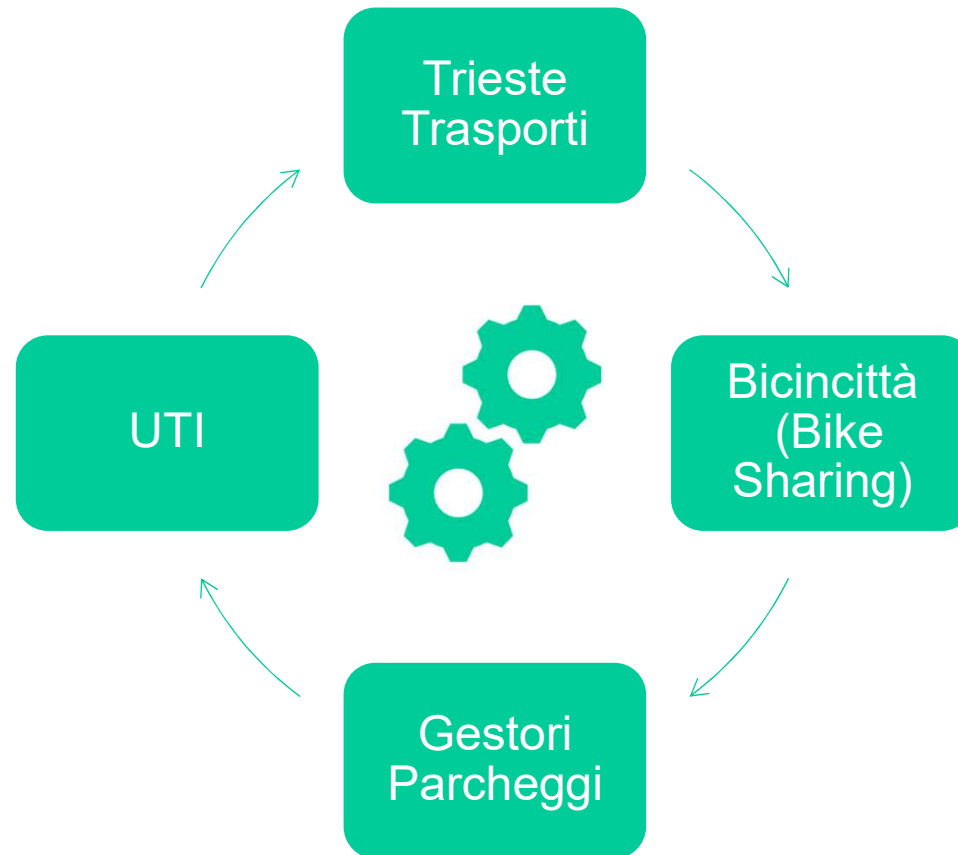 Trieste
Trasporti
UTI
Bicincittà
(Bike
Sharing)
Gestori
Parcheggi